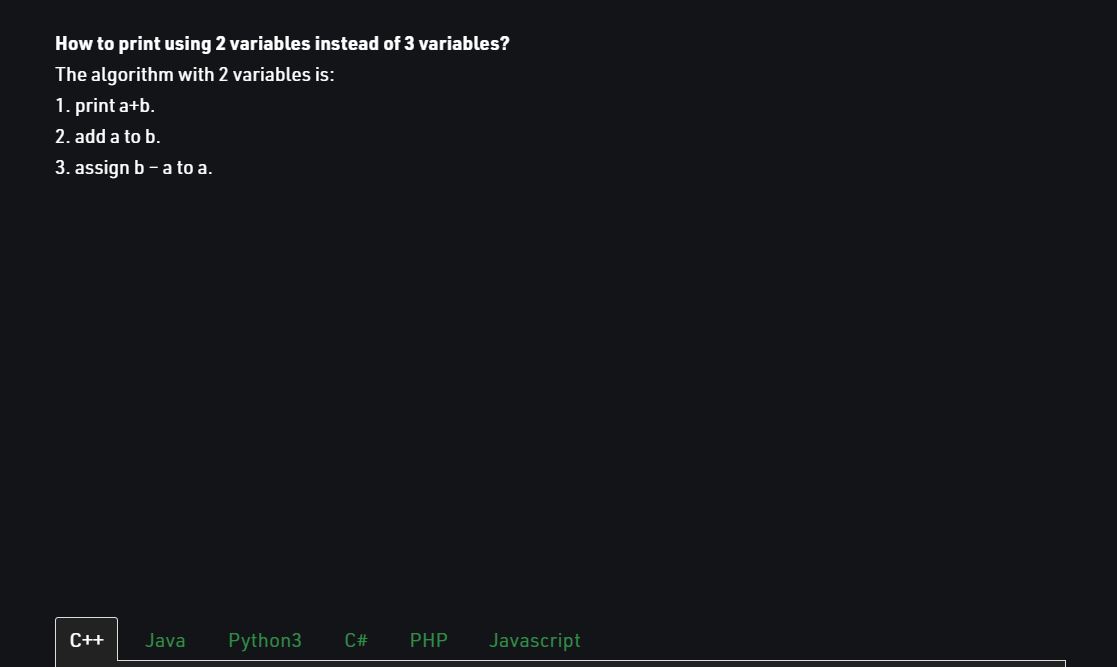 How to print using 2 variables instead of 3 variables?
The algorithm with 2 variables is:
1. print a+b.
2. add a to b.
3. assign b – a to a.
C++ Java Python3 C# PHP Javascript